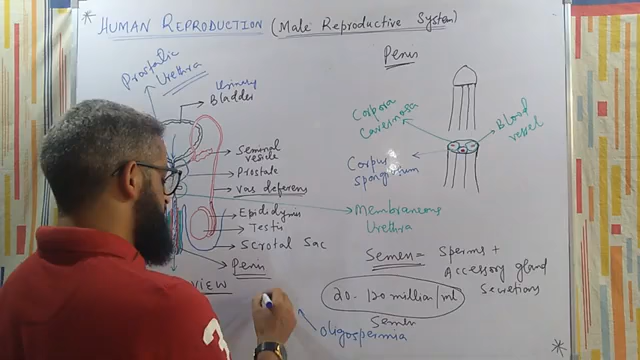 * HUMAN REPRODUCTION (Male Reproductive System)
Prostatic
Urethra
Urinary
Bladder
Seminal
vesicle
Prostate
Vas deferens
Epididymis
Testis
Scrotal Sac
Penis
VIEW
Penis
Corpora
Cavernosa
Blood
vessel
Corpus
Spongiosum
Membraneous
Urethra
Semen = Sperms +
Accessory gland
Secretions
20-120 million/ml
Semen
Oligospermia
*
3